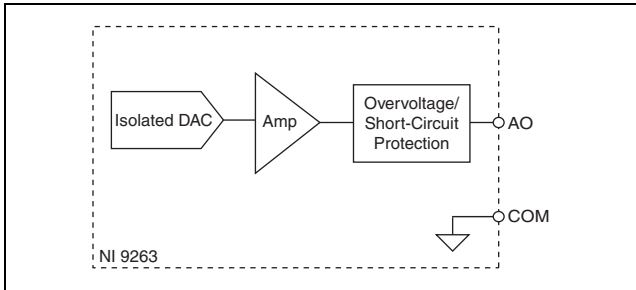 Isolated DAC
Amp
Overvoltage/
Short-Circuit
Protection
AO
COM
NI 9263